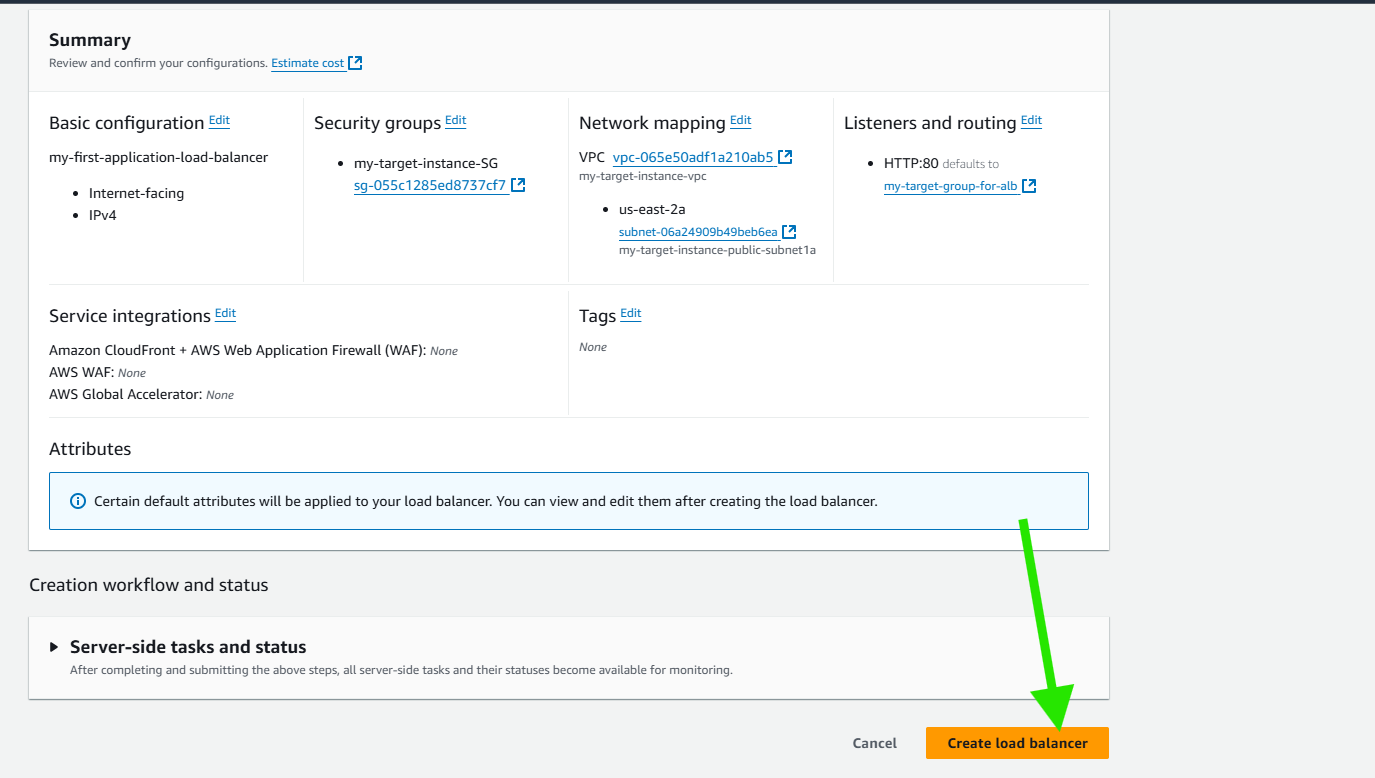 Summary
Review and confirm your configurations. Estimate cost
Basic configuration Edit
my-first-application-load-balancer
Internet-facing
IPv4
Security groups Edit
my-target-instance-SG
sg-055c1285ed8737cf7
Network mapping Edit
VPC vpc-065e50adf1a210ab5
my-target-instance-vpc
us-east-2a
subnet-06a24909b49beb6ea
my-target-instance-public-subnet1a
Listeners and routing Edit
HTTP:80 defaults to
my-target-group-for-alb
Service integrations Edit
Amazon CloudFront + AWS Web Application Firewall (WAF): None
AWS WAF: None
AWS Global Accelerator: None
Tags Edit
None
Attributes
Certain default attributes will be applied to your load balancer. You can view and edit them after creating the load balancer.
Creation workflow and status
Server-side tasks and status
After completing and submitting the above steps, all server-side tasks and their statuses become available for monitoring.
Cancel
Create load balancer